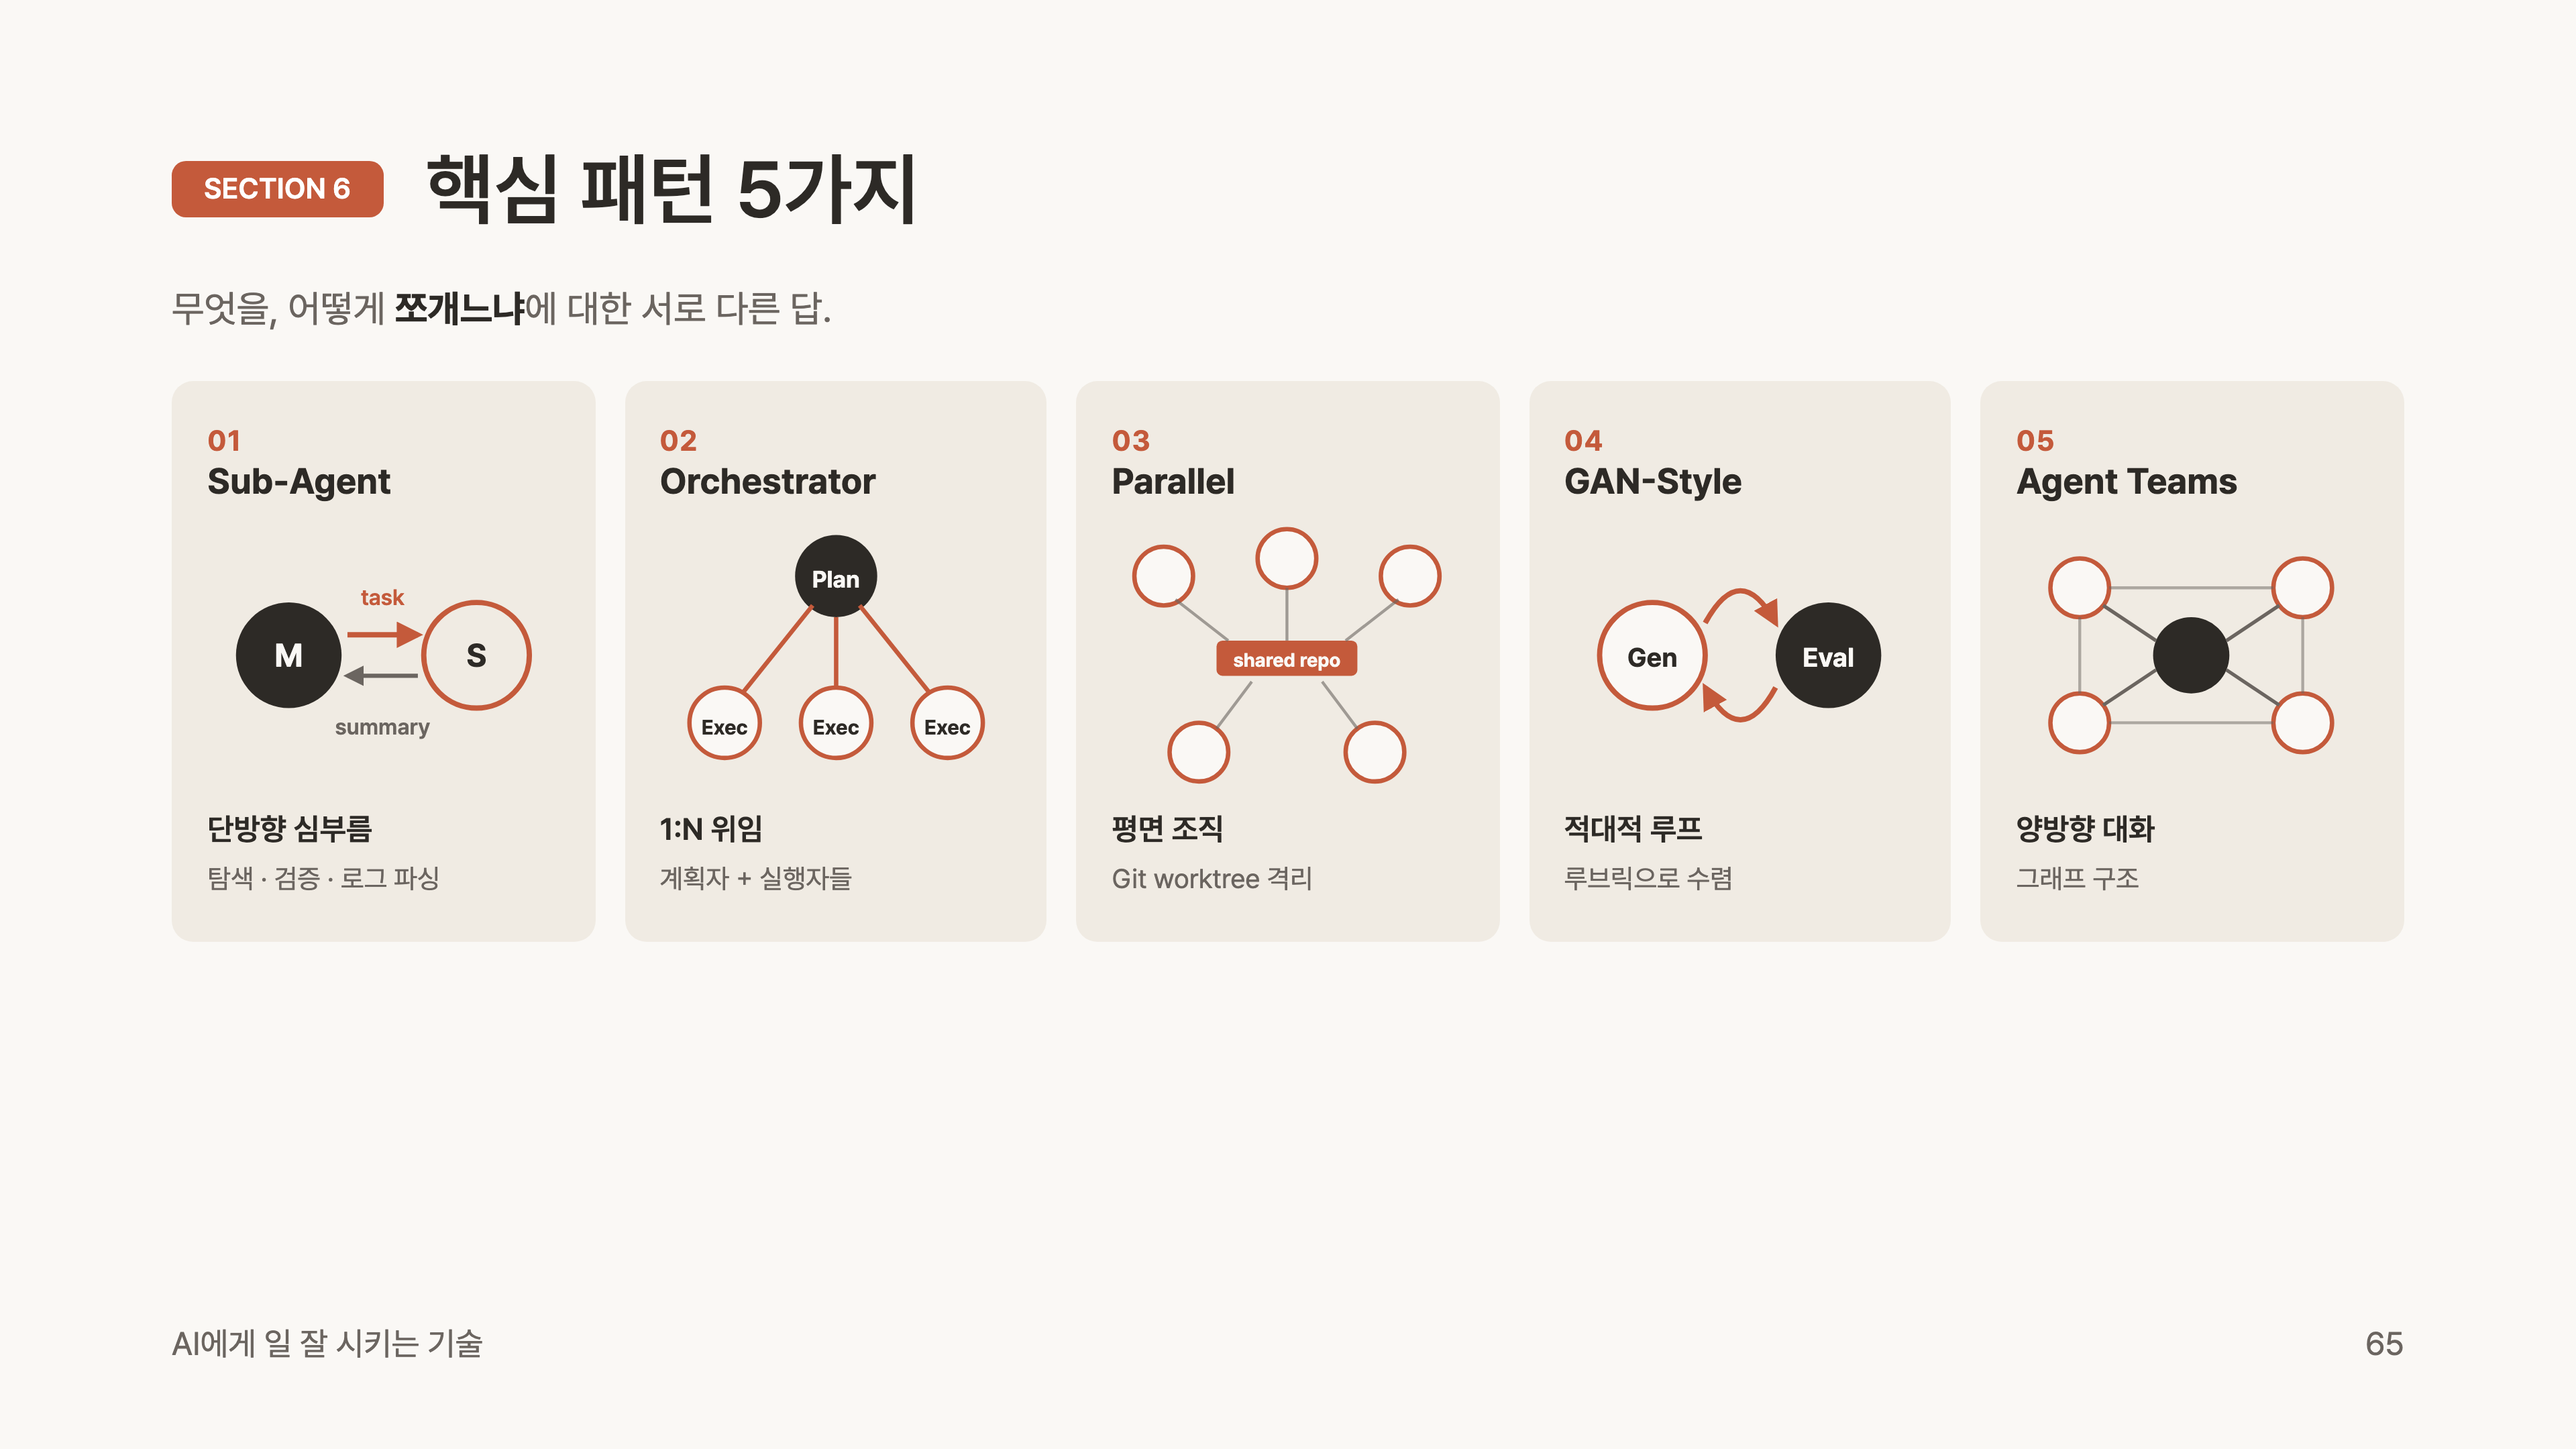 SECTION 6
핵심 패턴 5가지
무엇을, 어떻게 쪼개느냐에 대한 서로 다른 답.
01
Sub-Agent
task
M
S
summary
단방향 심부름
탐색 · 검증 · 로그 파싱
02
Orchestrator
Plan
Exec
Exec
Exec
1:N 위임
계획자 + 실행자들
03
Parallel
shared repo
평면 조직
Git worktree 격리
04
GAN-Style
Gen
Eval
적대적 루프
루브릭으로 수렴
05
Agent Teams
양방향 대화
그래프 구조
AI에게 일 잘 시키는 기술
65